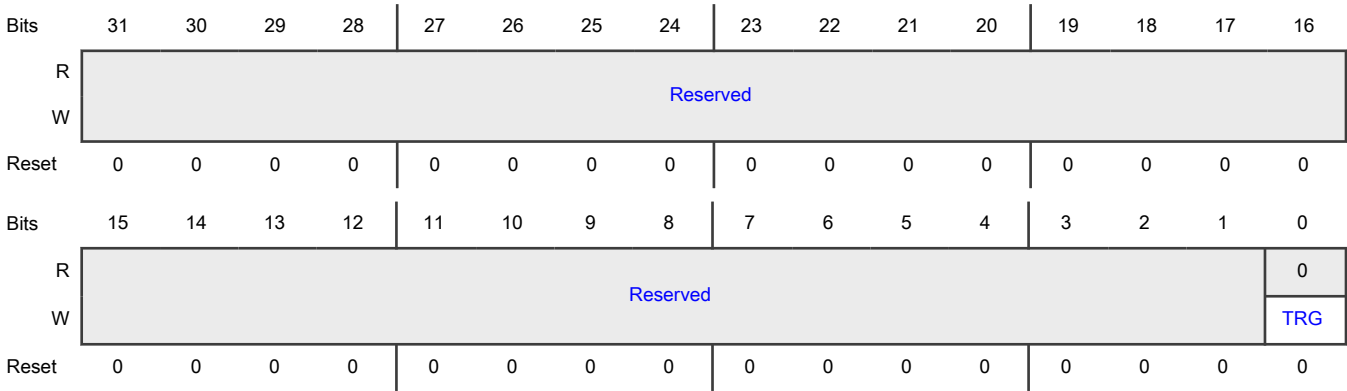 Bits 31 30 29 28 27 26 25 24 23 22 21 20 19 18 17 16
R
Reserved
W
Reset 0 0 0 0 0 0 0 0 0 0 0 0 0 0 0 0
Bits 15 14 13 12 11 10 9 8 7 6 5 4 3 2 1 0
R 0
Reserved
W TRG
Reset 0 0 0 0 0 0 0 0 0 0 0 0 0 0 0 0